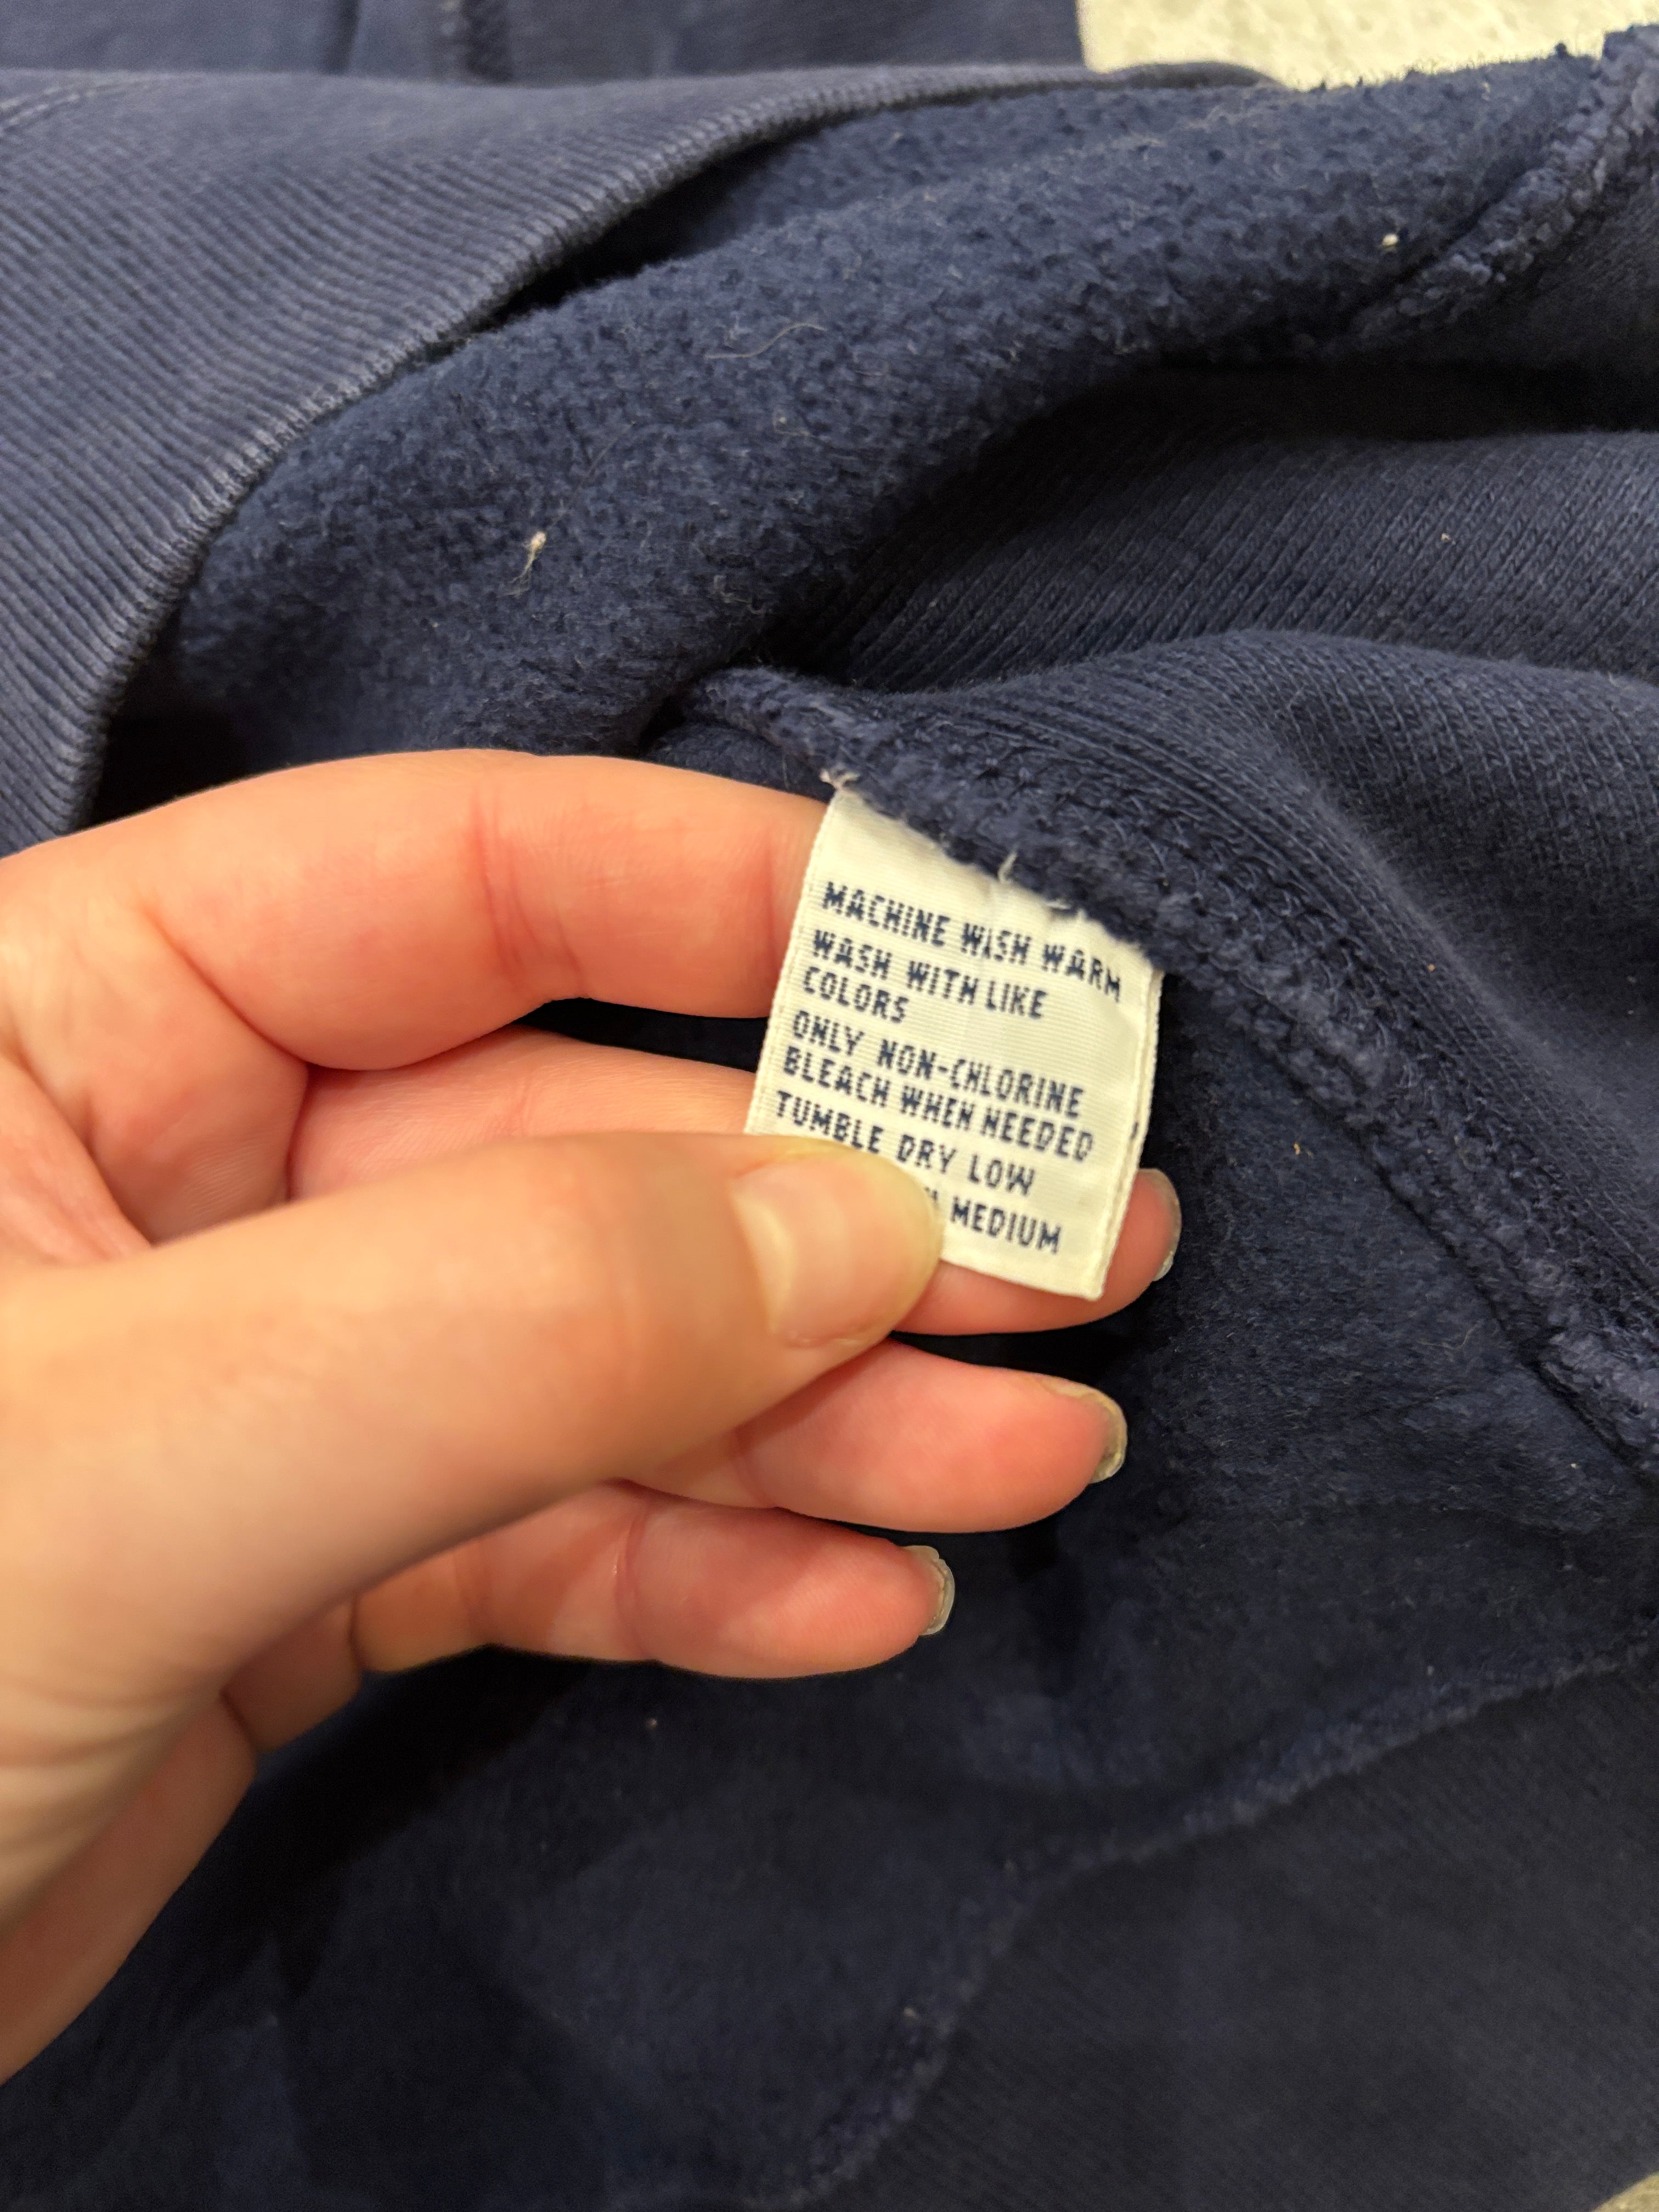 MACHINE WASH WARM
WASH WITH LIKE
COLORS
ONLY NON-CHLORINE
BLEACH WHEN NEEDED
TUMBLE DRY LOW
MEDIUM